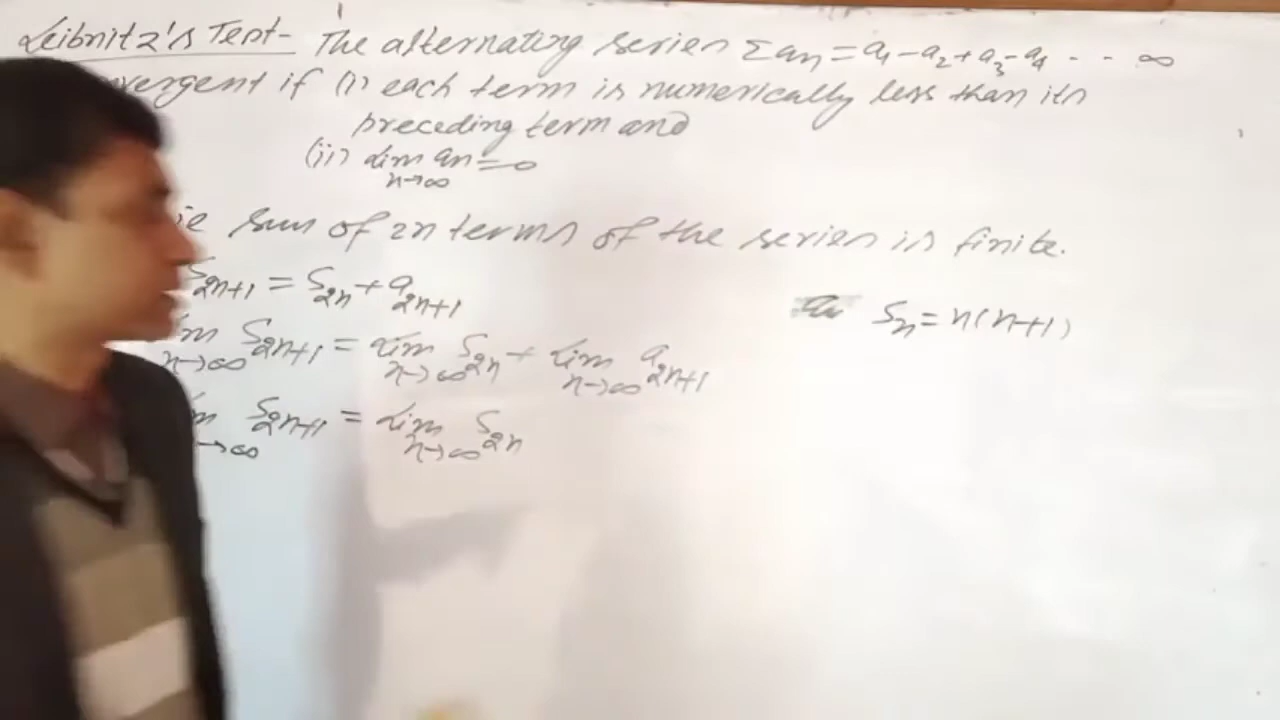 Leibnitz's Test- The alternating series Σan = a1 - a2 + a3 - a4 - - - ∞
vergent if (i) each term is numerically less than its
preceding term and
(ii) Lim an = 0
n→∞
ie sum of 2n terms of the series is finite.
S2n+1 = S2n + a2n+1
Sn = n(n+1)
m S2n+1 = Lim S2n + Lim a2n+1
n→∞ n→∞ n→∞
m S2n+1 = Lim S2n
→∞ n→∞